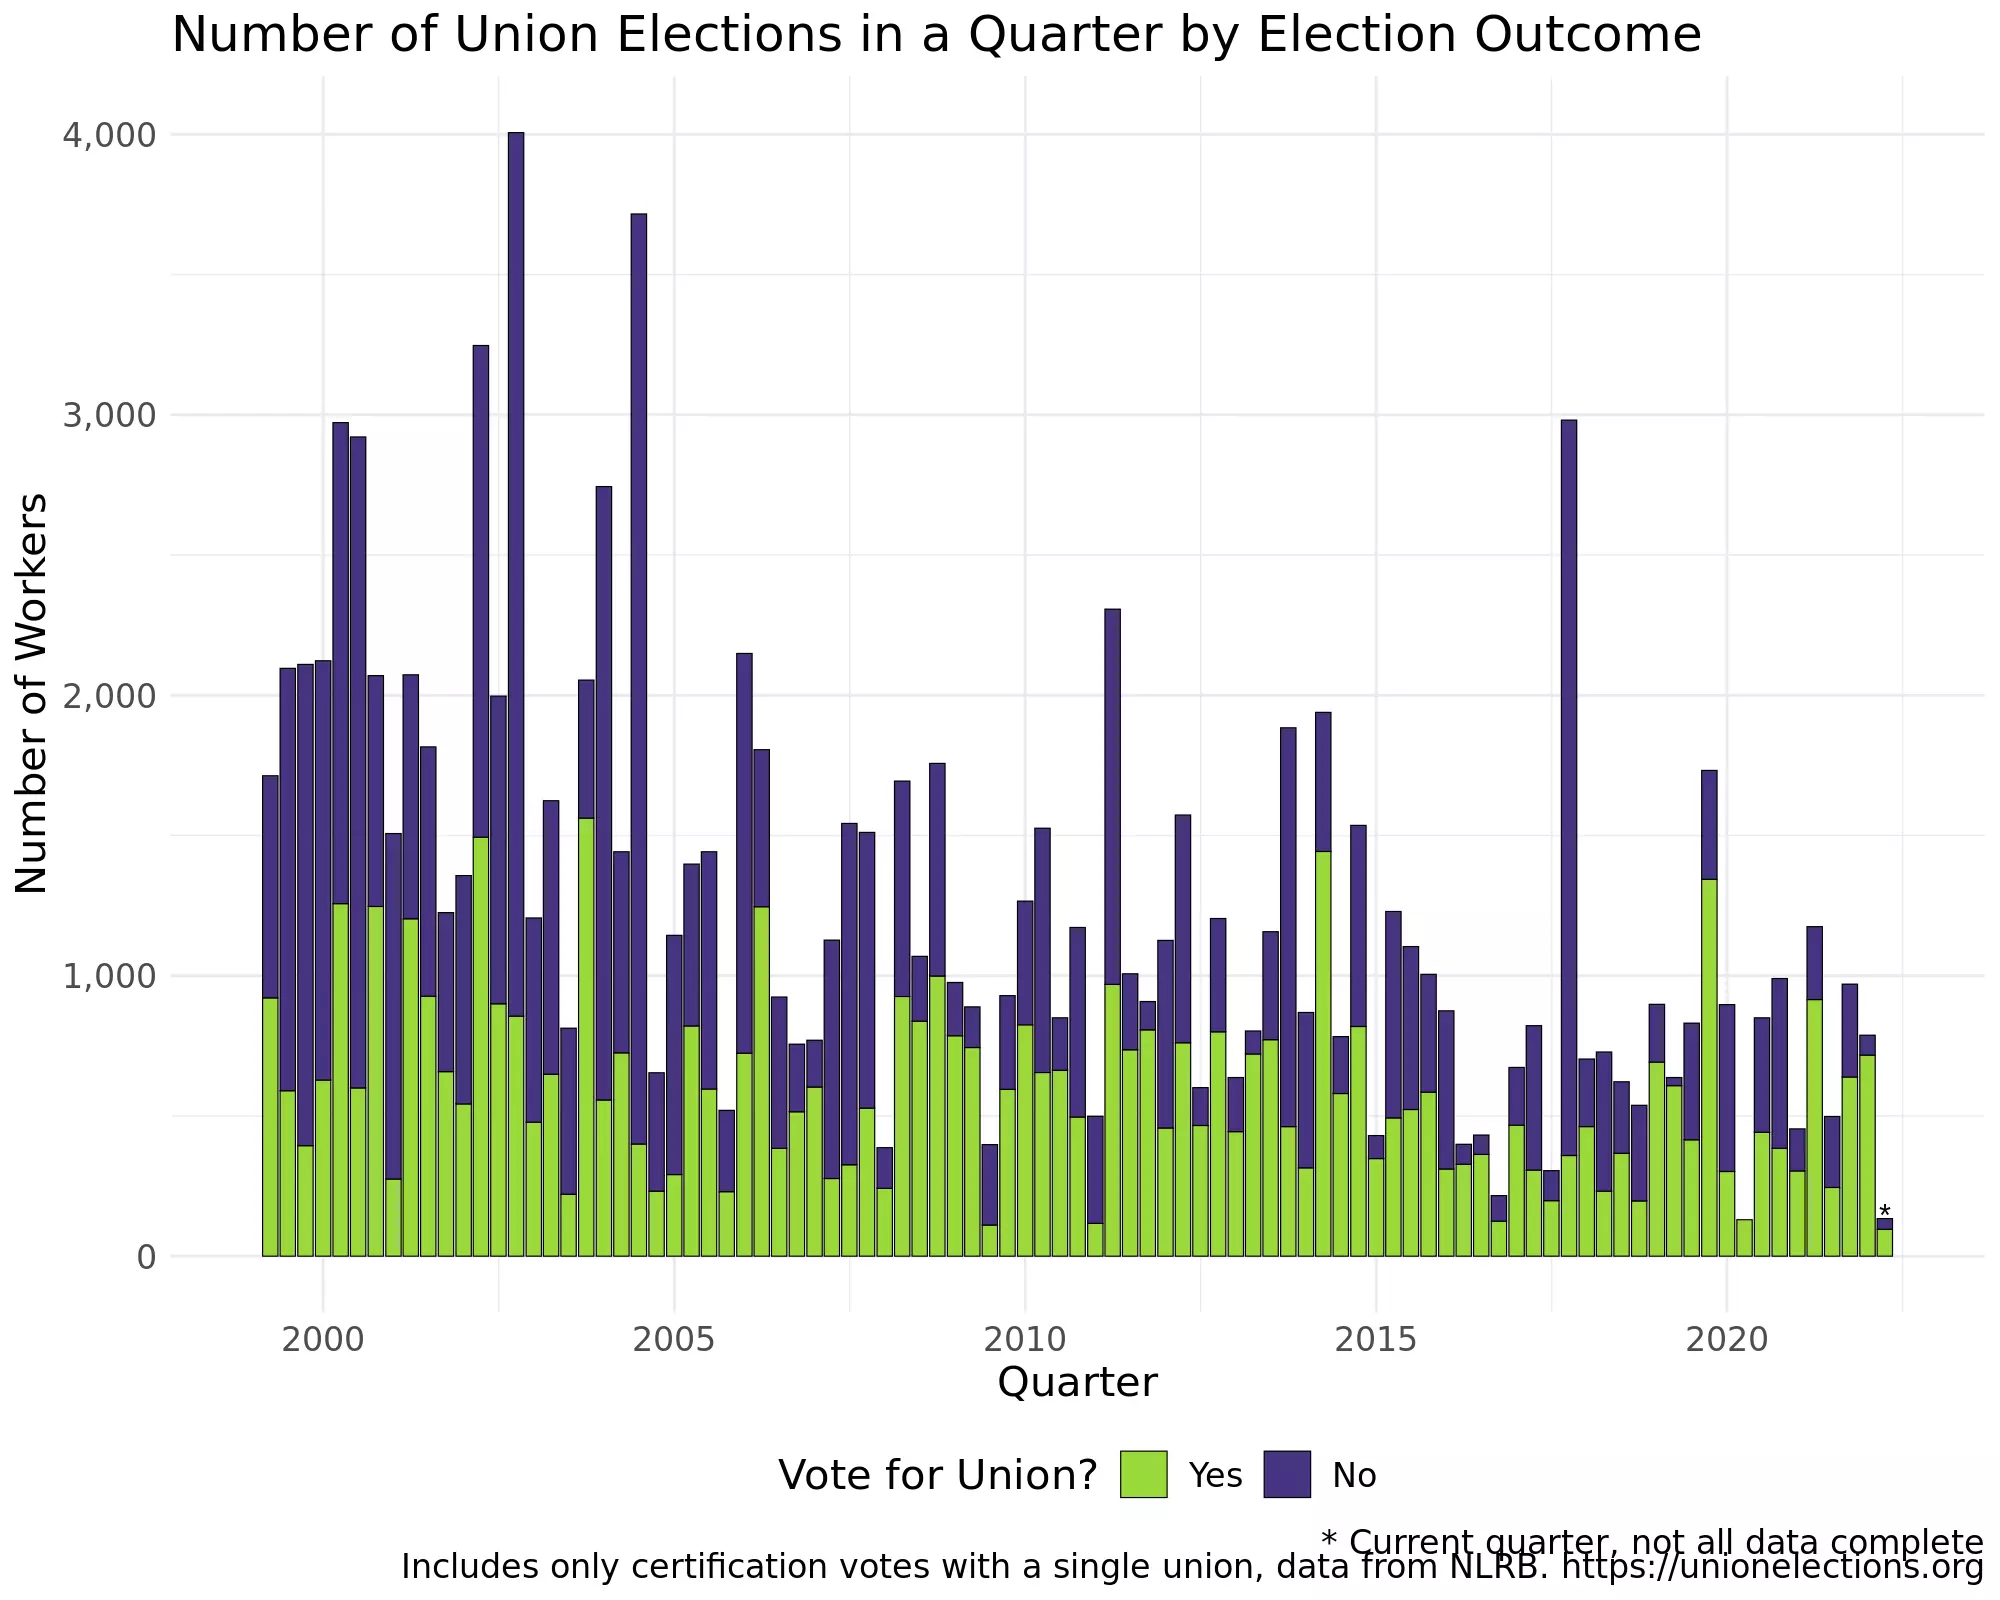 Number of Union Elections in a Quarter by Election Outcome
Number of Workers
4,000
3,000
2,000
1,000
0
*
2000 2005 2010 2015 2020
Quarter
Vote for Union? Yes No
* Current quarter, not all data complete
Includes only certification votes with a single union, data from NLRB. https://unionelections.org